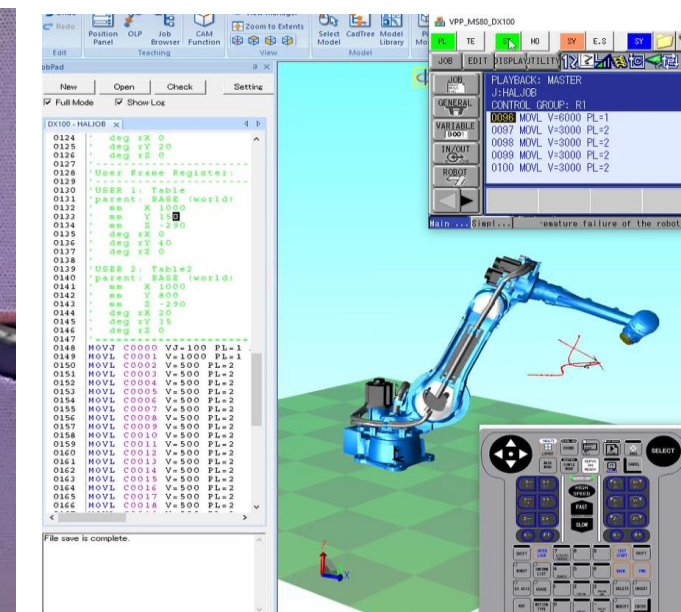 Redo
Position Panel
OLP
Job Browser
CAM Function
Zoom to Extents
Select Model
CadTree
Model Library
Edit
Teaching
View
Model
New
Open
Check
Full Mode
Show Log
DX100 - HALJOB x
0124 ' deg rX 0
0125 ' deg rY 20
0126 ' deg rZ 0
0127
0128 'User Frame Register:
0129
0130 'USER 1: Table
0131 'parent: BASE (world)
0132 ' mm X 1000
0133 ' mm Y 150
0134 ' mm Z -290
0135 ' deg rX 0
0136 ' deg rY 40
0137 ' deg rZ 0
0138
0139 'USER 2: Table2
0140 'parent: BASE (world)
0141 ' mm X 1000
0142 ' mm Y 800
0143 ' mm Z -290
0144 ' deg rX 20
0145 ' deg rY 35
0146 ' deg rZ 0
0147
0148 MOVJ C0000 VJ=100 PL=1
0149 MOVL C0001 V=1000 PL=1
0150 MOVL C0002 V=500 PL=2
0151 MOVL C0003 V=500 PL=2
0152 MOVL C0004 V=500 PL=2
0153 MOVL C0005 V=500 PL=2
0154 MOVL C0006 V=500 PL=2
0155 MOVL C0007 V=500 PL=2
0156 MOVL C0008 V=500 PL=2
0157 MOVL C0009 V=500 PL=2
0158 MOVL C0010 V=500 PL=2
0159 MOVL C0011 V=500 PL=2
0160 MOVL C0012 V=500 PL=2
0161 MOVL C0013 V=500 PL=2
0162 MOVL C0014 V=500 PL=2
0163 MOVL C0015 V=500 PL=2
0164 MOVL C0016 V=500 PL=2
0165 MOVL C0017 V=500 PL=2
0166 MOVL C0018 V=500 PL=2
File save is complete.
X
VPP_MS80_DX100
PL TE HO SV E.S SY
JOB EDIT DISPLAY UTILITY
JOB
GENERAL
VARIABLE
B001
IN/OUT
ROBOT
PLAYBACK: MASTER
J:HALJOB
CONTROL GROUP: R1
0096 MOVL V=6000 PL=1
0097 MOVL V=3000 PL=2
0098 MOVL V=3000 PL=2
0099 MOVL V=3000 PL=2
0100 MOVL V=3000 PL=2
Main ...
failure of the robot
SELECT
HIGH SPEED
FAST
SLOW
SHIFT
SHIFT